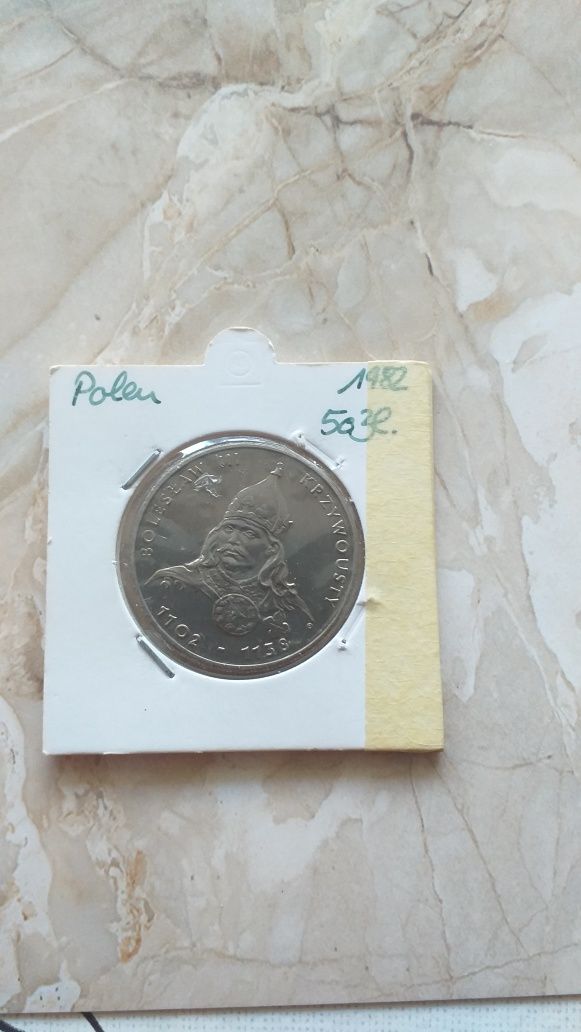 Polen
1982
50 Zł.
BOLESŁAW III KRZYWOUSTY
1102 - 1138